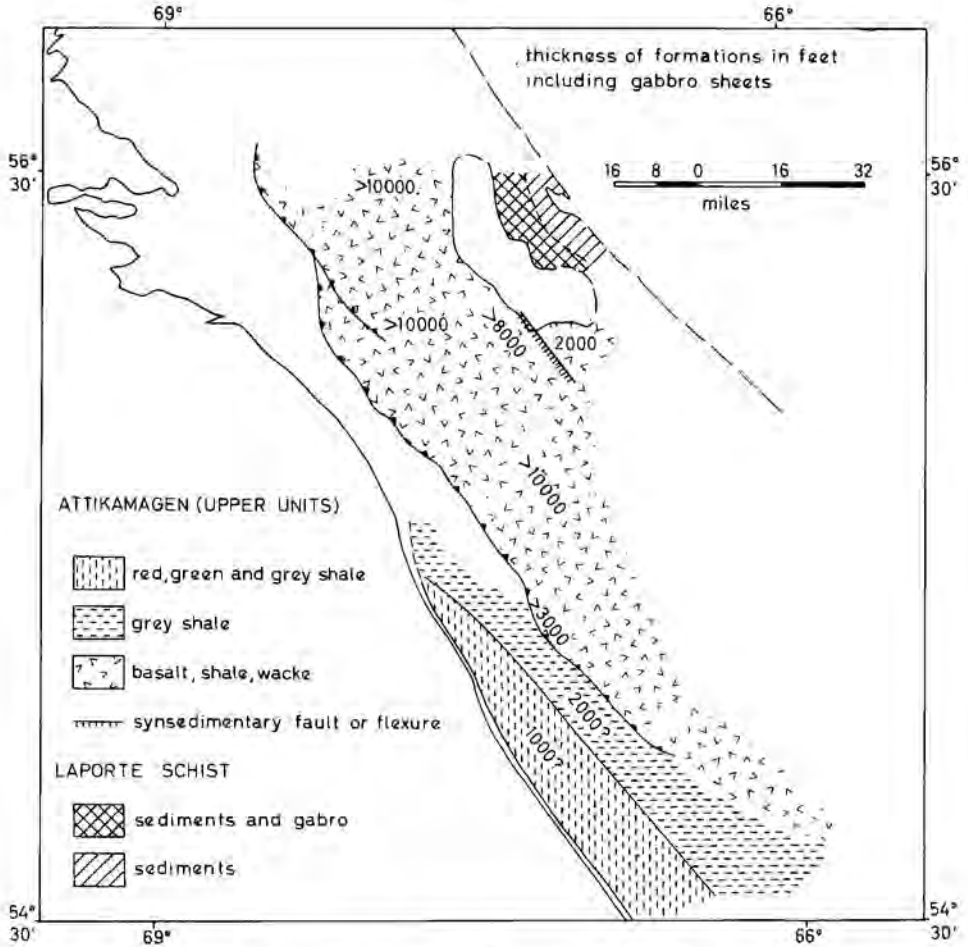 69°
66°
thickness of formations in feet
including gabbro sheets
56°
30'
56°
30'
16 8 0 16 32
miles
>10000
>10000
>8000
2000
>10000
ATTIKAMAGEN (UPPER UNITS)
red, green and grey shale
grey shale
>3000
basalt, shale, wacke
2000?
synsedimentary fault or flexure
1000?
LAPORTE SCHIST
sediments and gabro
sediments
54°
30'
54°
30'
69°
66°